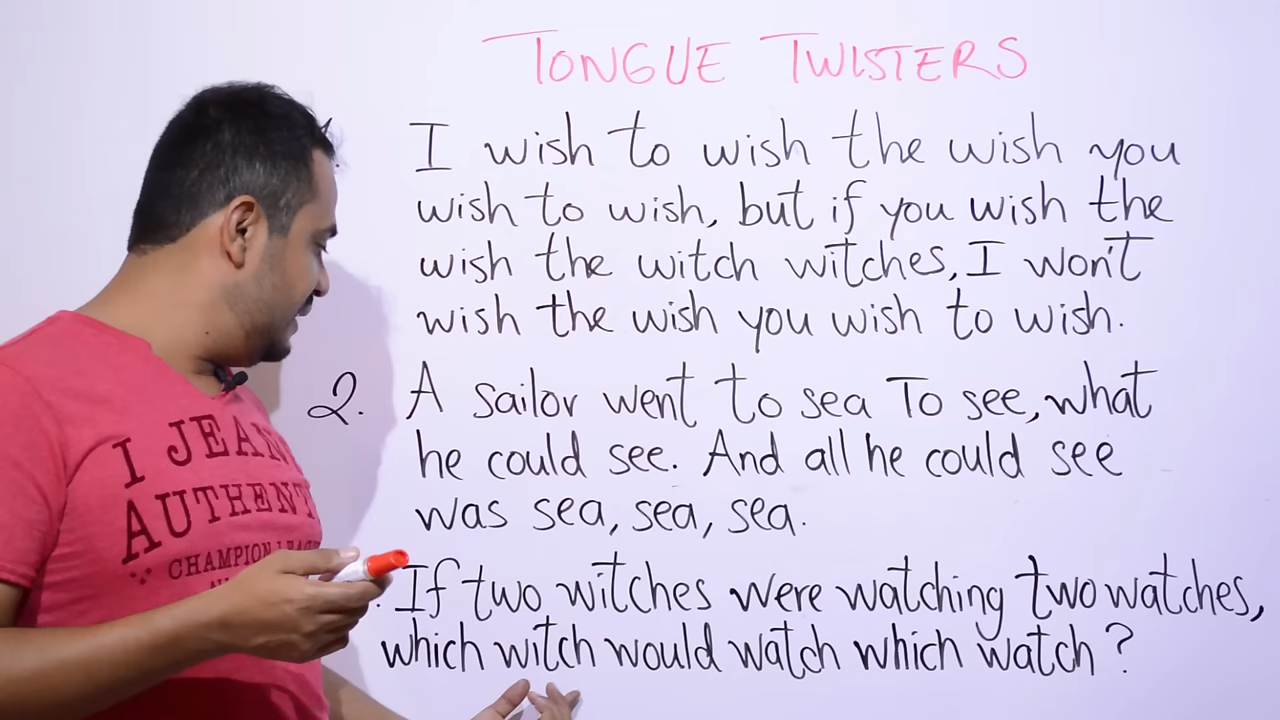 TONGUE TWISTERS
I wish to wish the wish you
wish to wish, but if you wish the
wish the witch witches, I won't
wish the wish you wish to wish.
2. A sailor went to sea To see, what
he could see. And all he could see
was sea, sea, sea.
If two witches were watching two watches,
which witch would watch which watch?
I JEAN
AUTHENT
CHAMPION